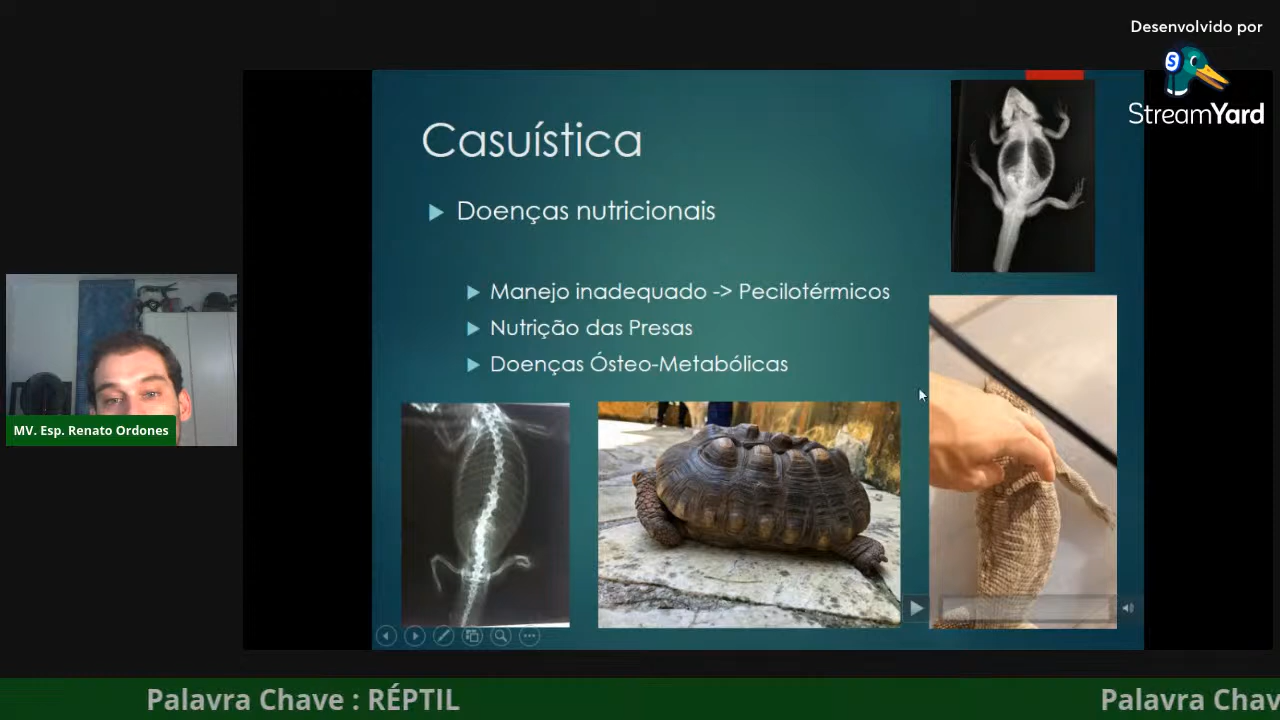 Desenvolvido por
StreamYard
Casuística
Doenças nutricionais
Manejo inadequado -> Pecilotérmicos
Nutrição das Presas
Doenças Ósteo-Metabólicas
MV. Esp. Renato Ordones
Palavra Chave : RÉPTIL
Palavra Chav